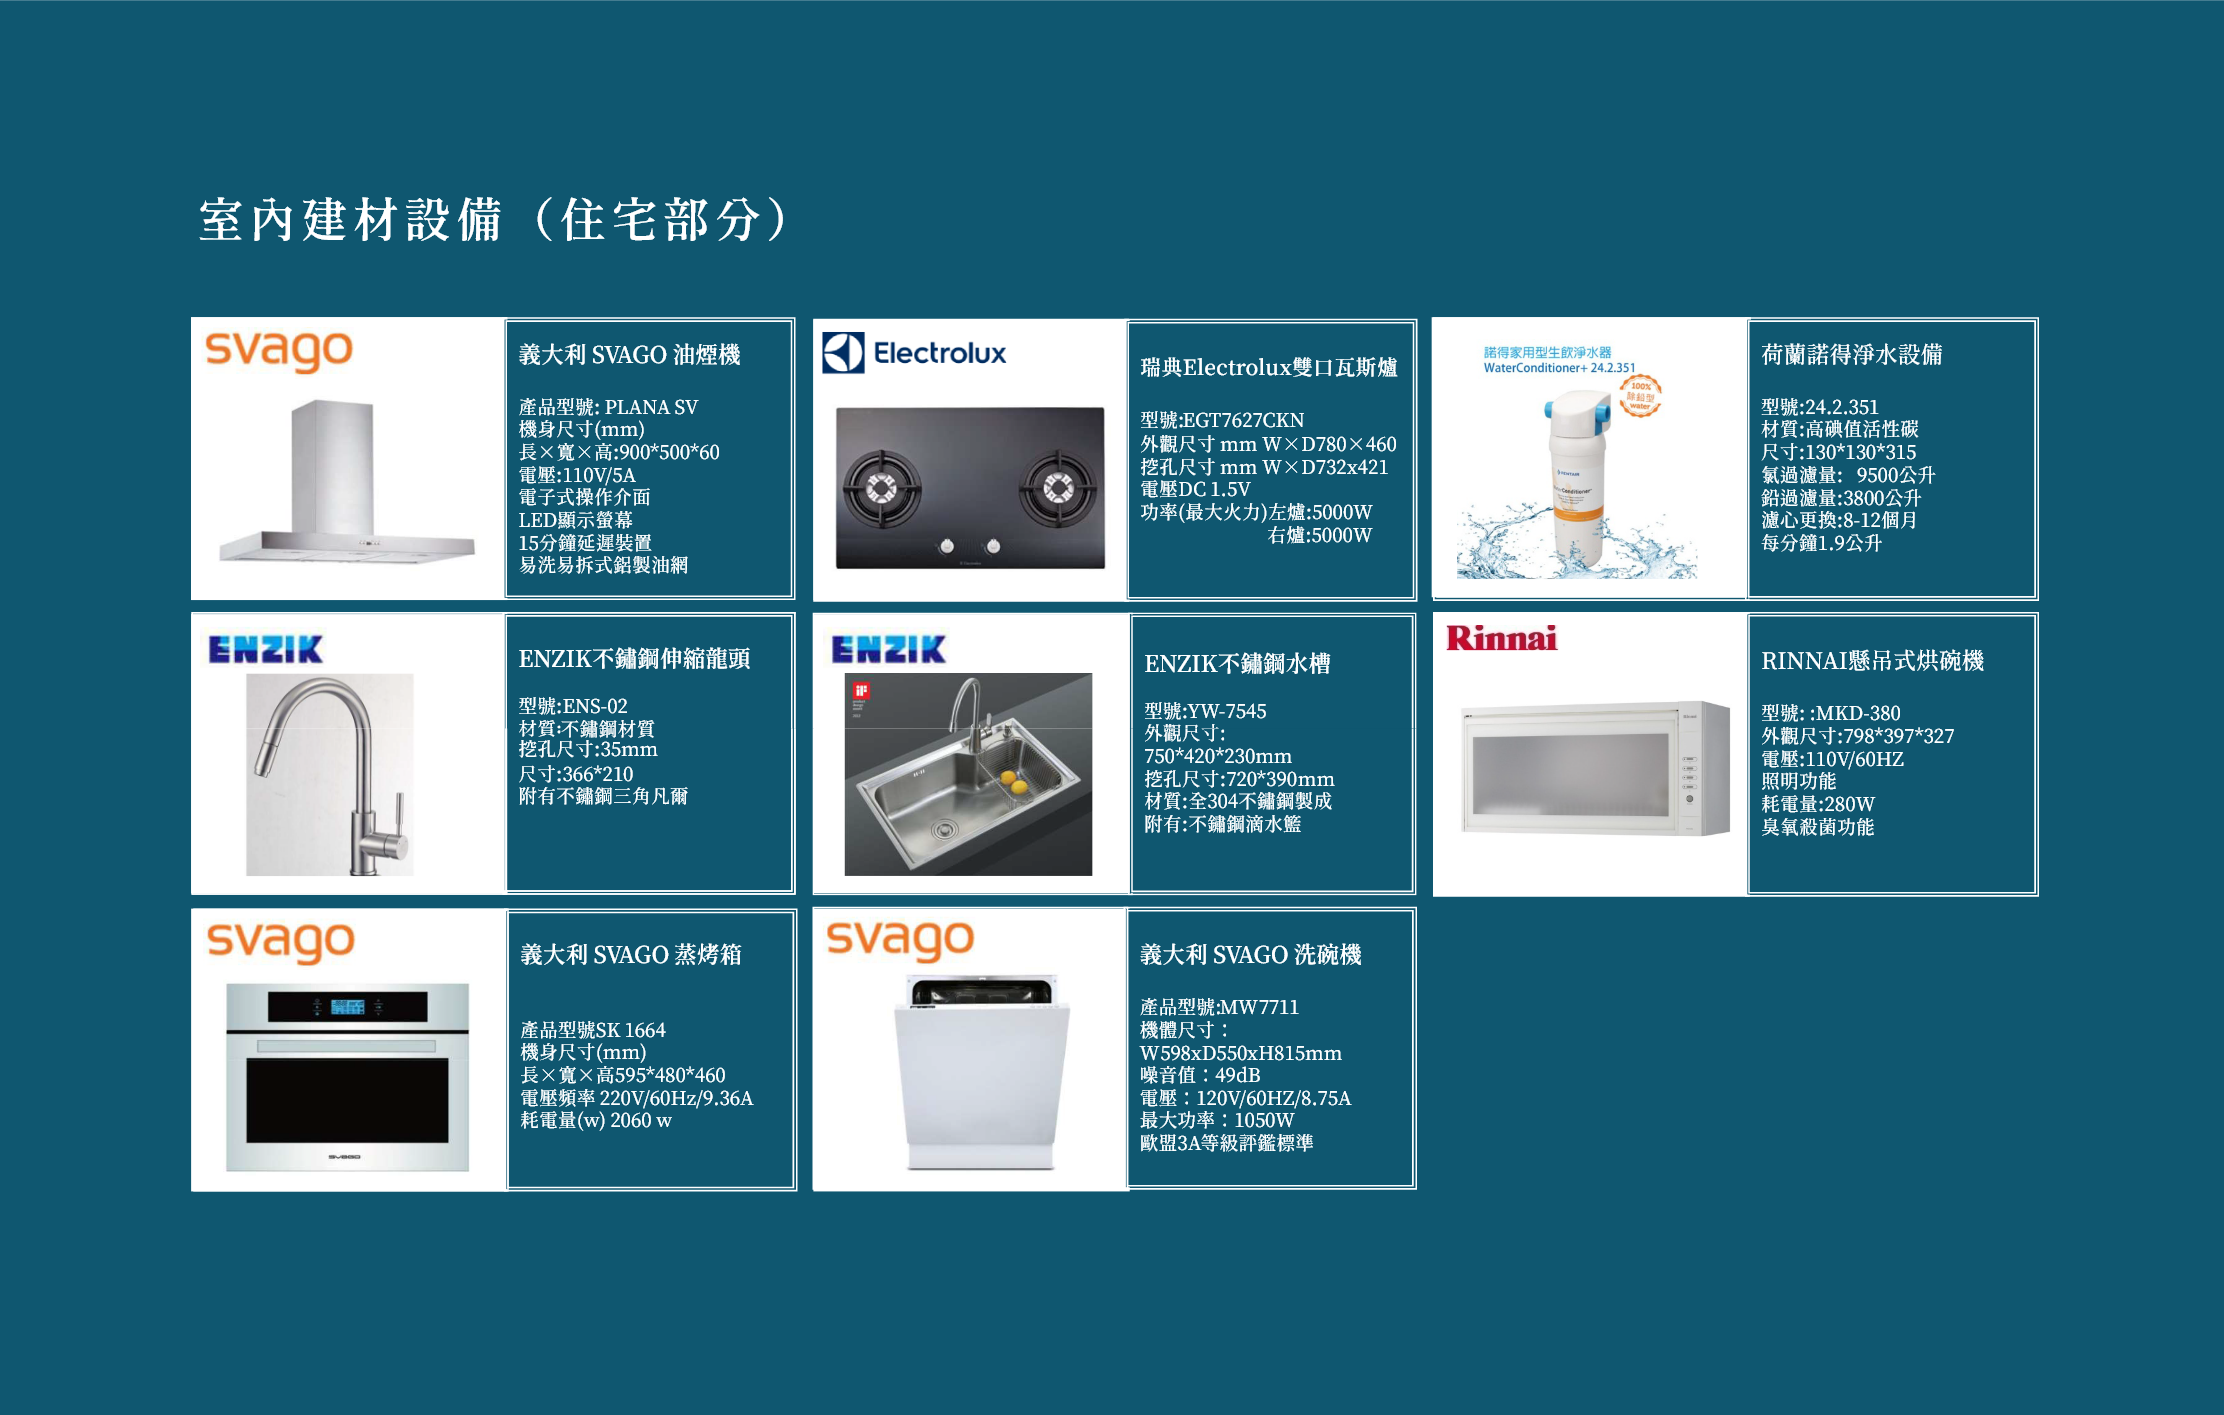 室內建材設備（住宅部分）
svago
義大利 SVAGO 油煙機
產品型號: PLANA SV
機身尺寸(mm)
長×寬×高:900*500*60
電壓:110V/5A
電子式操作介面
LED顯示螢幕
15分鐘延遲裝置
易洗易拆式鋁製油網
Electrolux
瑞典Electrolux雙口瓦斯爐
型號:EGT7627CKN
外觀尺寸 mm W×D780×460
挖孔尺寸 mm W×D732x421
電壓DC 1.5V
功率(最大火力)左爐:5000W
右爐:5000W
諾得家用型生飲淨水器
WaterConditioner+ 24.2.351
100%
除鉛型
water
荷蘭諾得淨水設備
型號:24.2.351
材質:高碘值活性碳
尺寸:130*130*315
氯過濾量: 9500公升
鉛過濾量:3800公升
濾心更換:8-12個月
每分鐘1.9公升
ENZIK
ENZIK不鏽鋼伸縮龍頭
型號:ENS-02
材質:不鏽鋼材質
挖孔尺寸:35mm
尺寸:366*210
附有不鏽鋼三角凡爾
ENZIK
iF
ENZIK不鏽鋼水槽
型號:YW-7545
外觀尺寸:
750*420*230mm
挖孔尺寸:720*390mm
材質:全304不鏽鋼製成
附有:不鏽鋼滴水籃
Rinnai
RINNAI懸吊式烘碗機
型號: :MKD-380
外觀尺寸:798*397*327
電壓:110V/60HZ
照明功能
耗電量:280W
臭氧殺菌功能
svago
SVAGO
義大利 SVAGO 蒸烤箱
產品型號SK 1664
機身尺寸(mm)
長×寬×高595*480*460
電壓頻率 220V/60Hz/9.36A
耗電量(w) 2060 w
svago
義大利 SVAGO 洗碗機
產品型號:MW7711
機體尺寸：
W598xD550xH815mm
噪音值：49dB
電壓：120V/60HZ/8.75A
最大功率：1050W
歐盟3A等級評鑑標準